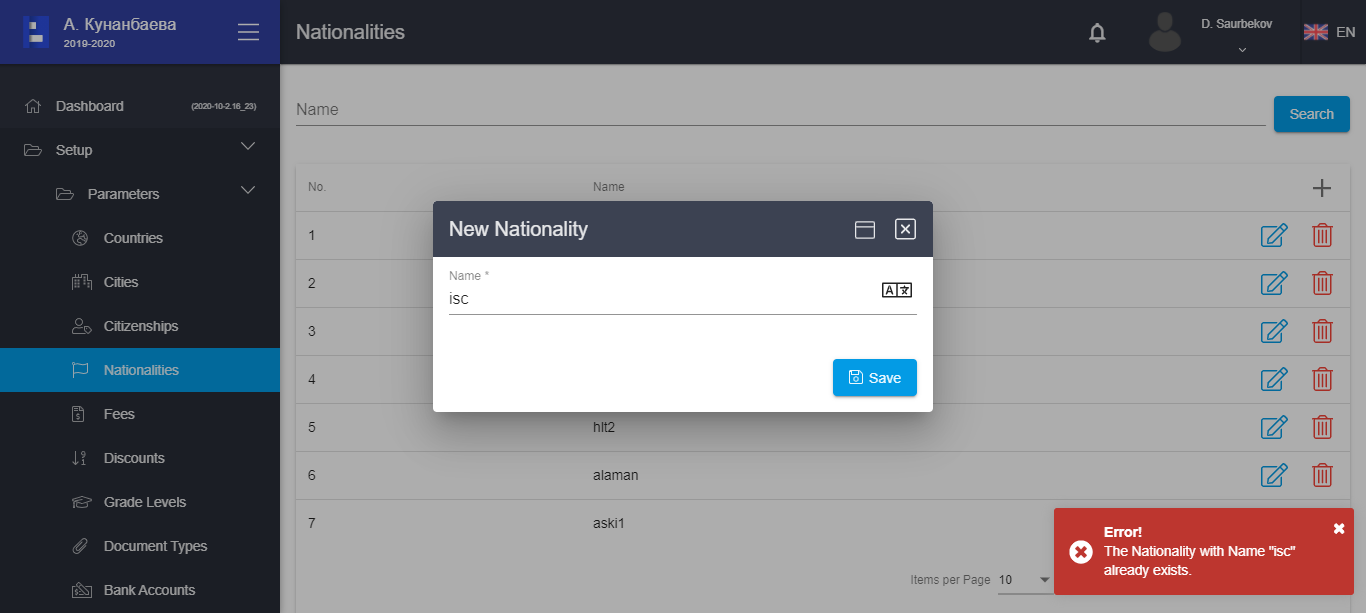 А. Кунанбаева
2019-2020
Nationalities
D. Saurbekov
EN
Dashboard
(2020-10-2.16_23)
Setup
Parameters
Countries
Cities
Citizenships
Nationalities
Fees
Discounts
Grade Levels
Document Types
Bank Accounts
Name
Search
No.
Name
1
2
3
4
5
hlt2
6
alaman
7
aski1
Items per Page
10
New Nationality
Name *
isc
A
Save
Error!
The Nationality with Name "isc"
already exists.